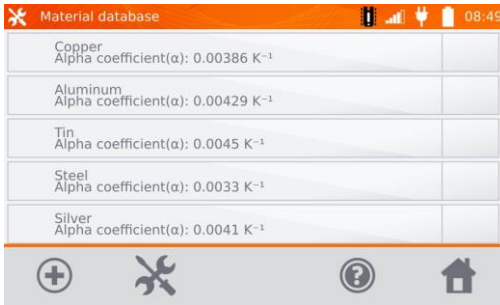 Material database
08:49
Copper
Alpha coefficient(α): 0.00386 K⁻¹
Aluminum
Alpha coefficient(α): 0.00429 K⁻¹
Tin
Alpha coefficient(α): 0.0045 K⁻¹
Steel
Alpha coefficient(α): 0.0033 K⁻¹
Silver
Alpha coefficient(α): 0.0041 K⁻¹